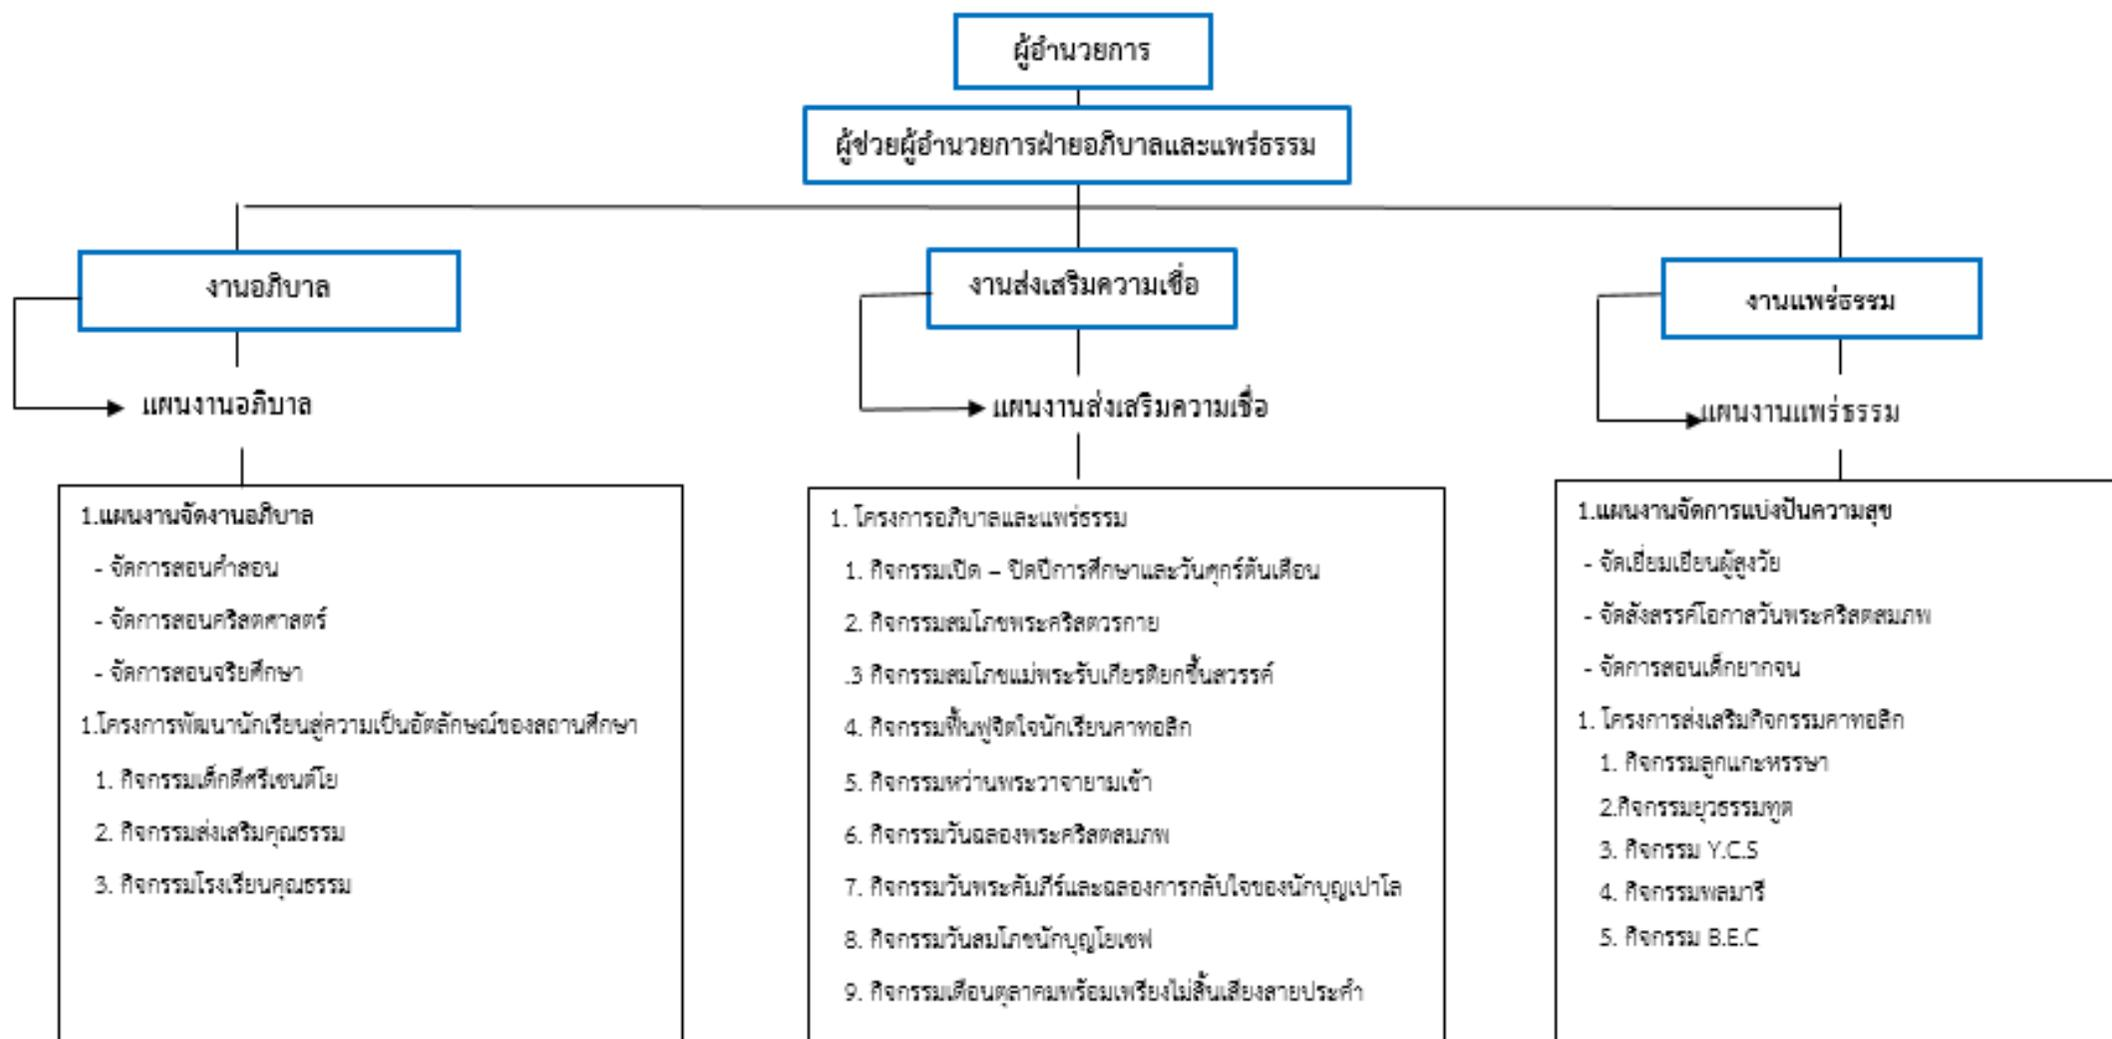 ผู้อำนวยการ
ผู้ช่วยผู้อำนวยการฝ่ายอภิบาลและแพร่ธรรม
งานอภิบาล
แผนงานอภิบาล
1.แผนงานจัดงานอภิบาล
- จัดการสอนคำสอน
- จัดการสอนคริสตศาสตร์
- จัดการสอนจริยศึกษา
1.โครงการพัฒนานักเรียนสู่ความเป็นอัตลักษณ์ของสถานศึกษา
1. กิจกรรมเด็กดีศรีเซนต์โย
2. กิจกรรมส่งเสริมคุณธรรม
3. กิจกรรมโรงเรียนคุณธรรม
งานส่งเสริมความเชื่อ
แผนงานส่งเสริมความเชื่อ
1. โครงการอภิบาลและแพร่ธรรม
1. กิจกรรมเปิด – ปิดปีการศึกษาและวันศุกร์ต้นเดือน
2. กิจกรรมสมโภชพระคริสตวรกาย
.3 กิจกรรมสมโภชแม่พระรับเกียรติยกขึ้นสวรรค์
4. กิจกรรมฟื้นฟูจิตใจนักเรียนคาทอลิก
5. กิจกรรมหว่านพระวาจายามเช้า
6. กิจกรรมวันฉลองพระคริสตสมภพ
7. กิจกรรมวันพระคัมภีร์และฉลองการกลับใจของนักบุญเปาโล
8. กิจกรรมวันสมโภชนักบุญโยเซฟ
9. กิจกรรมเดือนตุลาคมพร้อมเพรียงไม่สิ้นเสียงสายประคำ
งานแพร่ธรรม
แผนงานแพร่ธรรม
1.แผนงานจัดการแบ่งปันความสุข
- จัดเยี่ยมเยียนผู้สูงวัย
- จัดสังสรรค์โอกาสวันพระคริสตสมภพ
- จัดการสอนเด็กยากจน
1. โครงการส่งเสริมกิจกรรมคาทอลิก
1. กิจกรรมลูกแกะหรรษา
2.กิจกรรมยุวธรรมทูต
3. กิจกรรม Y.C.S
4. กิจกรรมพลมารี
5. กิจกรรม B.E.C